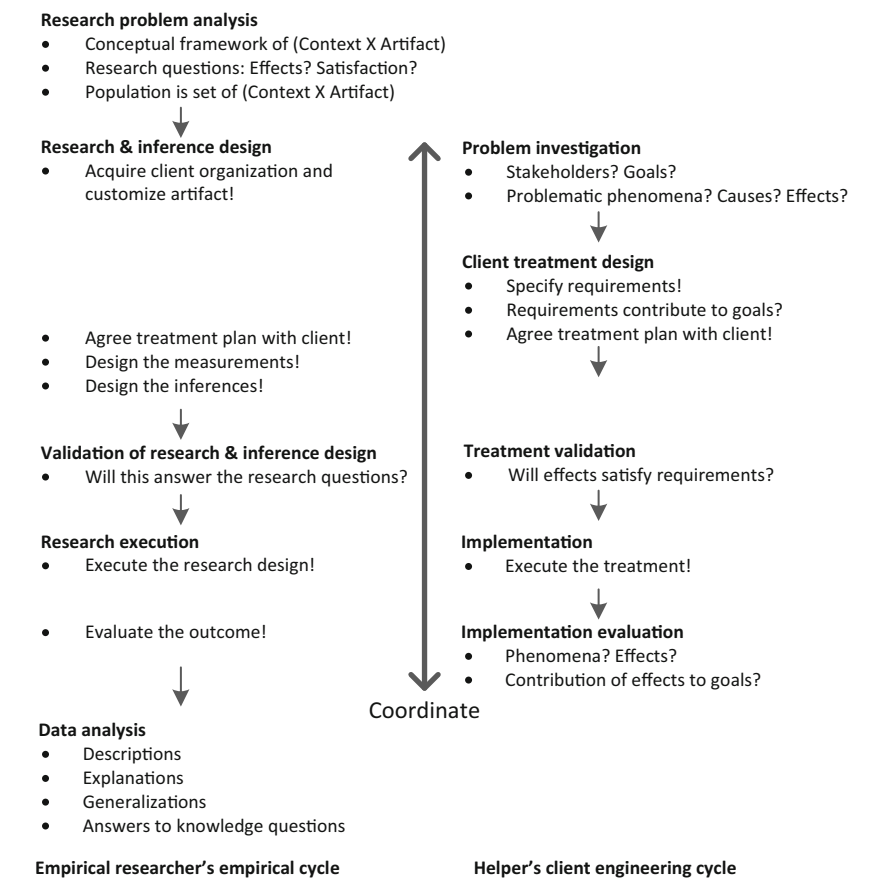 Research problem analysis
• Conceptual framework of (Context X Artifact)
• Research questions: Effects? Satisfaction?
• Population is set of (Context X Artifact)
Research & inference design
• Acquire client organization and
customize artifact!
• Agree treatment plan with client!
• Design the measurements!
• Design the inferences!
Validation of research & inference design
• Will this answer the research questions?
Research execution
• Execute the research design!
• Evaluate the outcome!
Data analysis
• Descriptions
• Explanations
• Generalizations
• Answers to knowledge questions
Empirical researcher's empirical cycle
Coordinate
Problem investigation
• Stakeholders? Goals?
• Problematic phenomena? Causes? Effects?
Client treatment design
• Specify requirements!
• Requirements contribute to goals?
• Agree treatment plan with client!
Treatment validation
• Will effects satisfy requirements?
Implementation
• Execute the treatment!
Implementation evaluation
• Phenomena? Effects?
• Contribution of effects to goals?
Helper's client engineering cycle